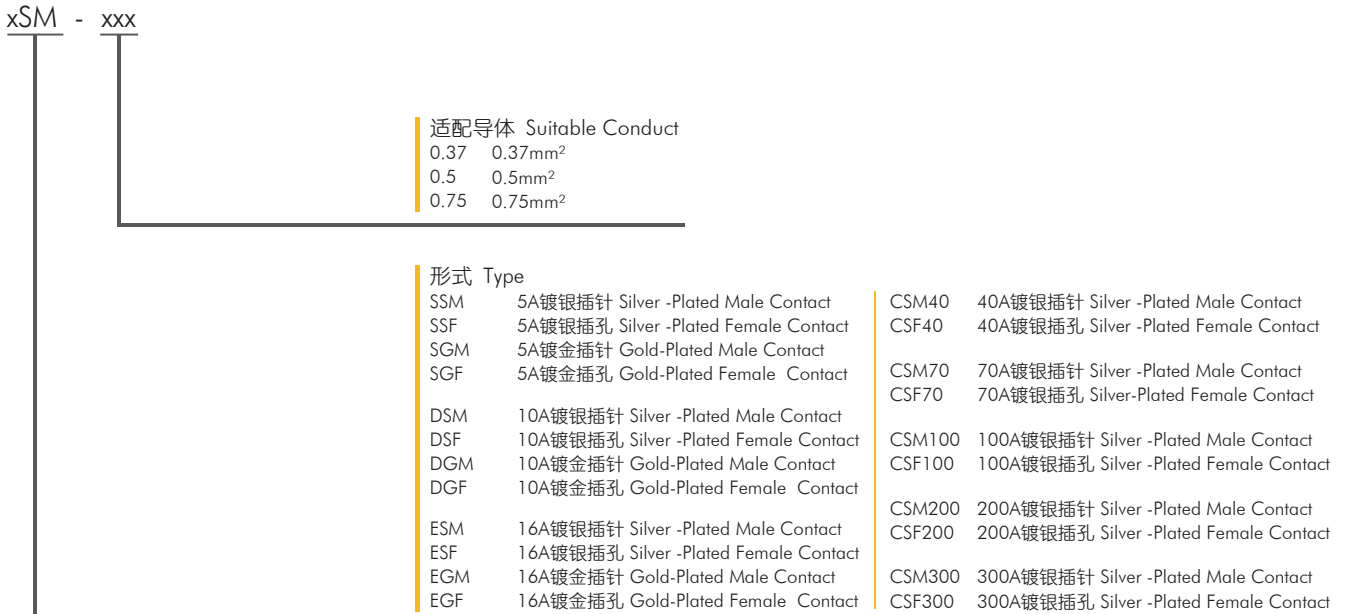 xSM - xxx
适配导体 Suitable Conduct
0.37 0.37mm²
0.5 0.5mm²
0.75 0.75mm²
形式 Type
SSM 5A镀银插针 Silver -Plated Male Contact
SSF 5A镀银插孔 Silver -Plated Female Contact
SGM 5A镀金插针 Gold-Plated Male Contact
SGF 5A镀金插孔 Gold-Plated Female Contact
DSM 10A镀银插针 Silver -Plated Male Contact
DSF 10A镀银插孔 Silver -Plated Female Contact
DGM 10A镀金插针 Gold-Plated Male Contact
DGF 10A镀金插孔 Gold-Plated Female Contact
ESM 16A镀银插针 Silver -Plated Male Contact
ESF 16A镀银插孔 Silver -Plated Female Contact
EGM 16A镀金插针 Gold-Plated Male Contact
EGF 16A镀金插孔 Gold-Plated Female Contact
CSM40 40A镀银插针 Silver -Plated Male Contact
CSF40 40A镀银插孔 Silver -Plated Female Contact
CSM70 70A镀银插针 Silver -Plated Male Contact
CSF70 70A镀银插孔 Silver-Plated Female Contact
CSM100 100A镀银插针 Silver -Plated Male Contact
CSF100 100A镀银插孔 Silver -Plated Female Contact
CSM200 200A镀银插针 Silver -Plated Male Contact
CSF200 200A镀银插孔 Silver -Plated Female Contact
CSM300 300A镀银插针 Silver -Plated Male Contact
CSF300 300A镀银插孔 Silver -Plated Female Contact